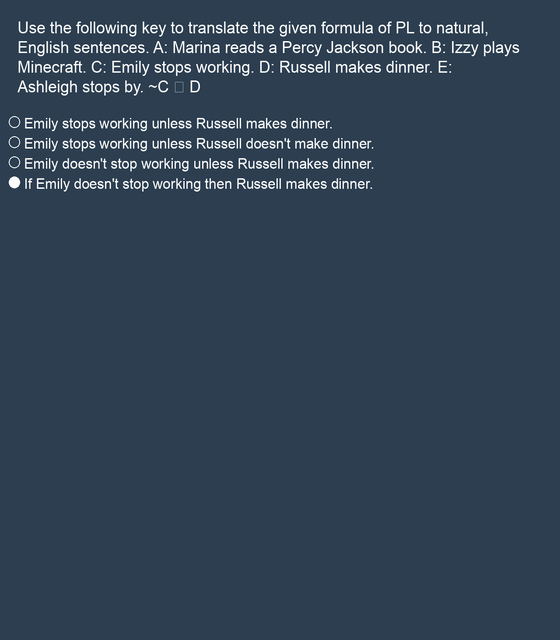 Use the following key to translate the given formula of PL to natural,
English sentences. A: Marina reads a Percy Jackson book. B: Izzy plays
Minecraft. C: Emily stops working. D: Russell makes dinner. E:
Ashleigh stops by. ~C □ D
Emily stops working unless Russell makes dinner.
Emily stops working unless Russell doesn't make dinner.
Emily doesn't stop working unless Russell makes dinner.
If Emily doesn't stop working then Russell makes dinner.